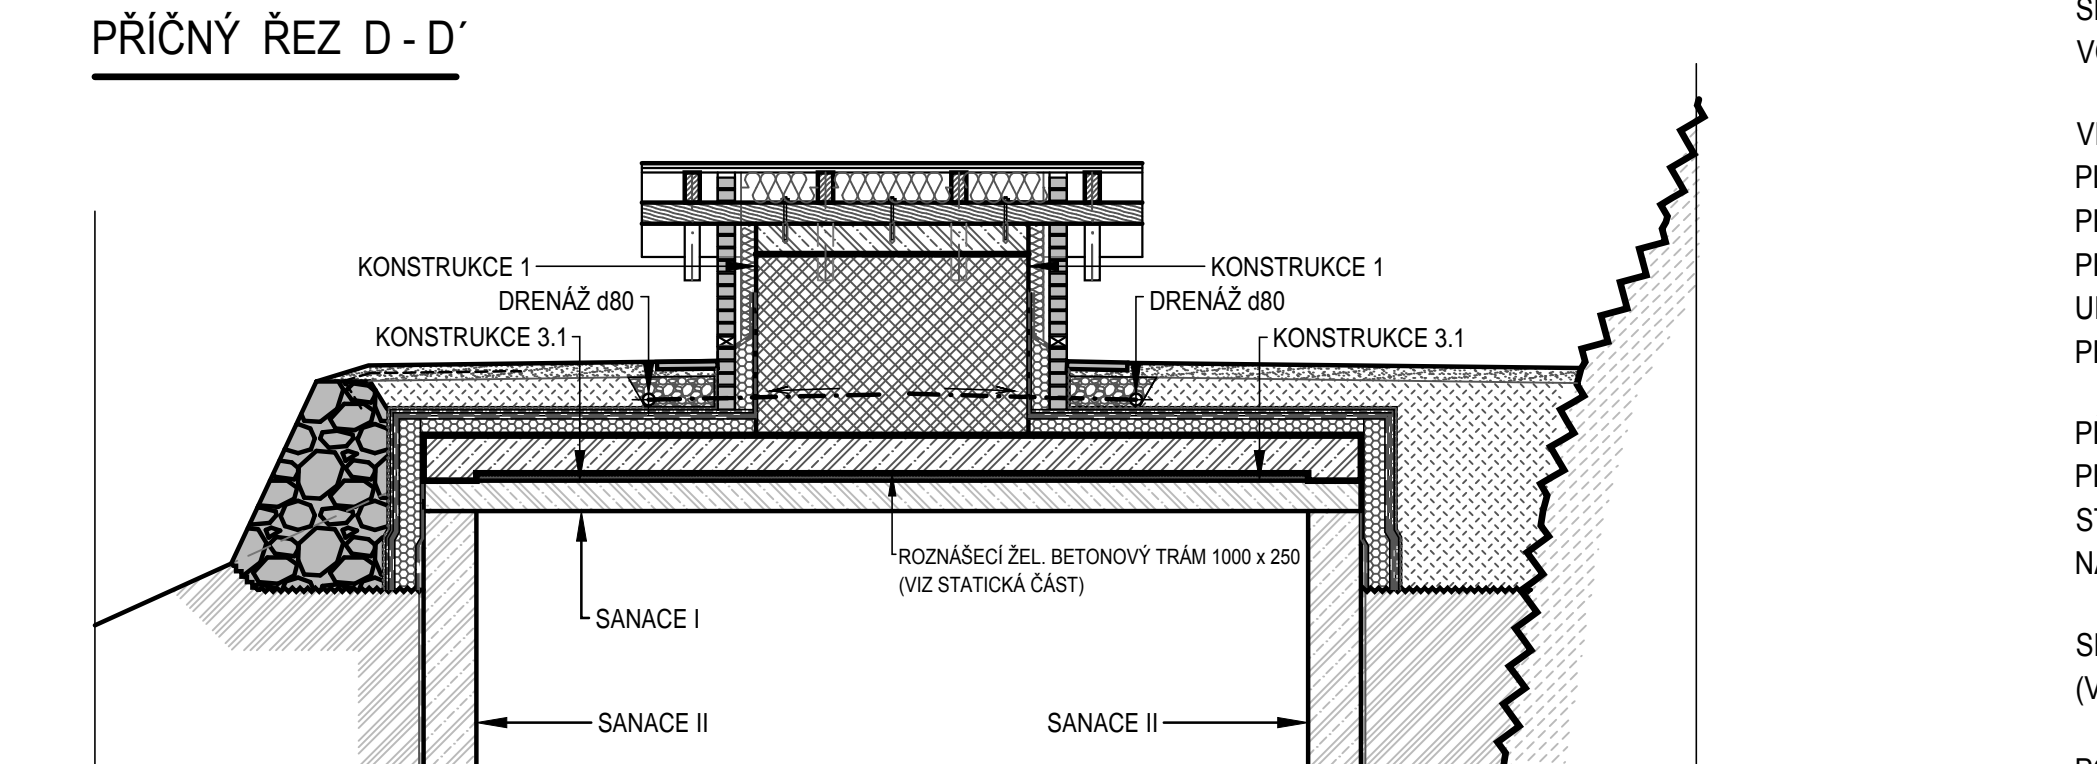 PŘÍČNÝ ŘEZ D - D´
KONSTRUKCE 1
KONSTRUKCE 1
DRENÁŽ d80
DRENÁŽ d80
KONSTRUKCE 3.1
KONSTRUKCE 3.1
ROZNÁŠECÍ ŽEL. BETONOVÝ TRÁM 1000 x 250
(VIZ STATICKÁ ČÁST)
SANACE I
SANACE II
SANACE II